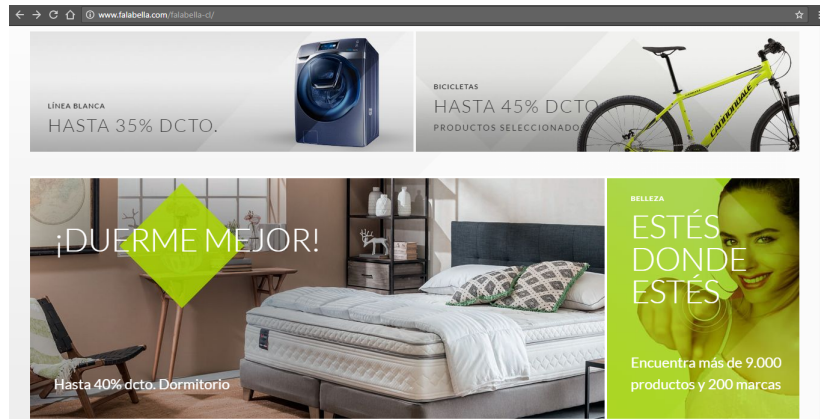 www.falabella.com/falabella-cl/
LÍNEA BLANCA
HASTA 35% DCTO.
BICICLETAS
HASTA 45% DCTO
PRODUCTOS SELECCIONADO
CANNONDALE
¡DUERME MEJOR!
Hasta 40% dcto. Dormitorio
BELLEZA
ESTÉS
DONDE
ESTÉS
Encuentra más de 9.000
productos y 200 marcas